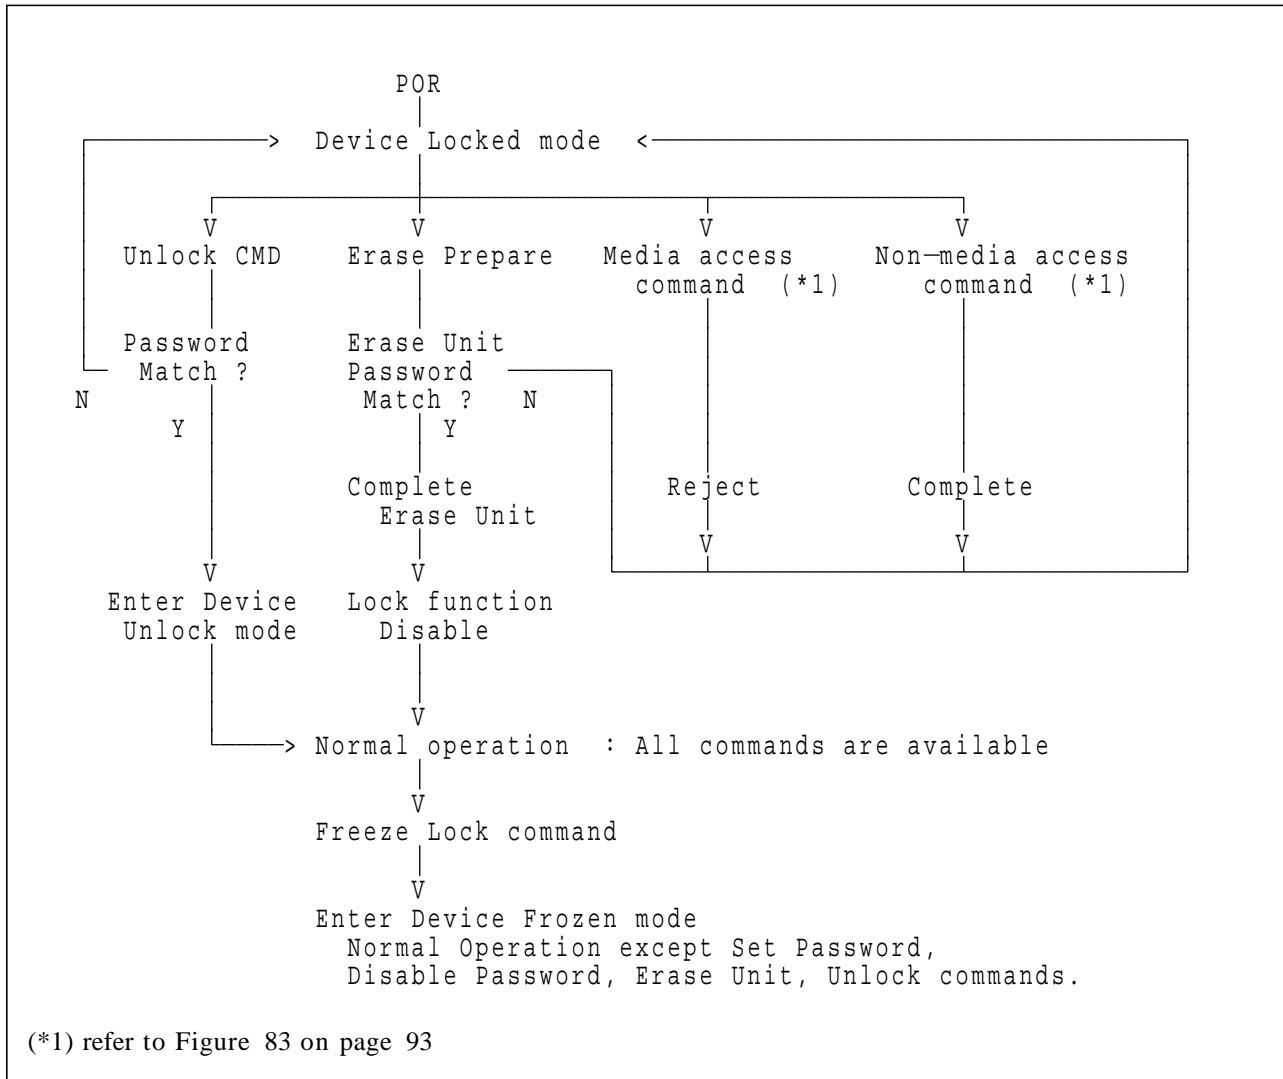 POR
Device Locked mode
Unlock CMD
Erase Prepare
Media access
command (*1)
Non-media access
command (*1)
Password
Match ?
N
Y
Erase Unit
Password
Match ? N
Y
Complete
Erase Unit
Reject
Complete
Enter Device
Unlock mode
Lock function
Disable
Normal operation : All commands are available
Freeze Lock command
Enter Device Frozen mode
Normal Operation except Set Password,
Disable Password, Erase Unit, Unlock commands.
(*1) refer to Figure 83 on page 93